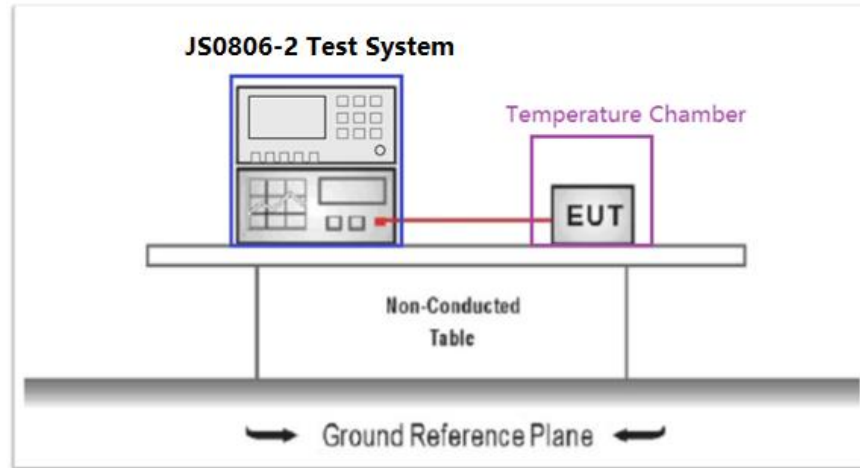 JS0806-2 Test System
Temperature Chamber
EUT
Non-Conducted
Table
Ground Reference Plane